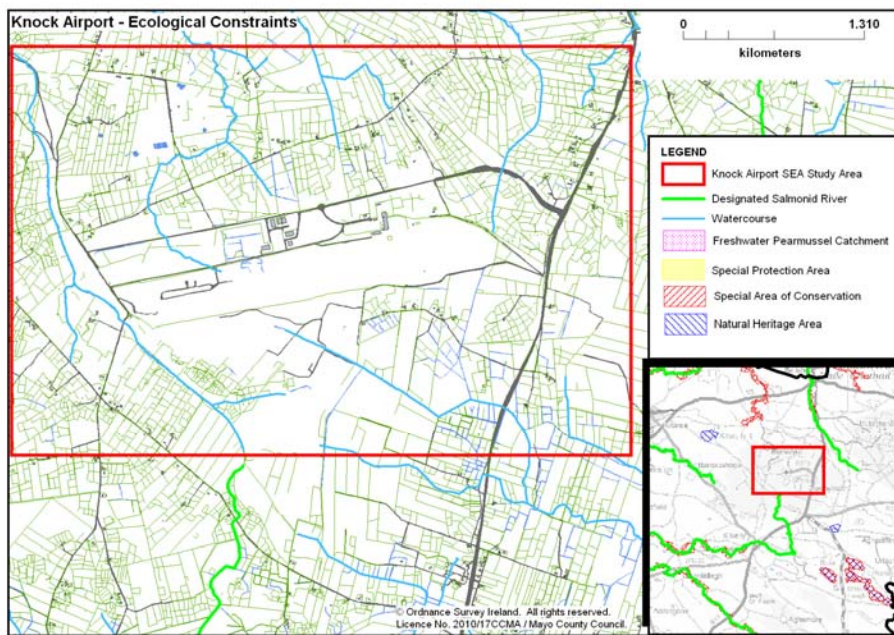 Knock Airport - Ecological Constraints
0 1.310
kilometers
LEGEND
Knock Airport SEA Study Area
Designated Salmonid River
Watercourse
Freshwater Pearmussel Catchment
Special Protection Area
Special Area of Conservation
Natural Heritage Area
© Ordnance Survey Ireland. All rights reserved.
Licence No. 2010/17CCMA / Mayo County Council.